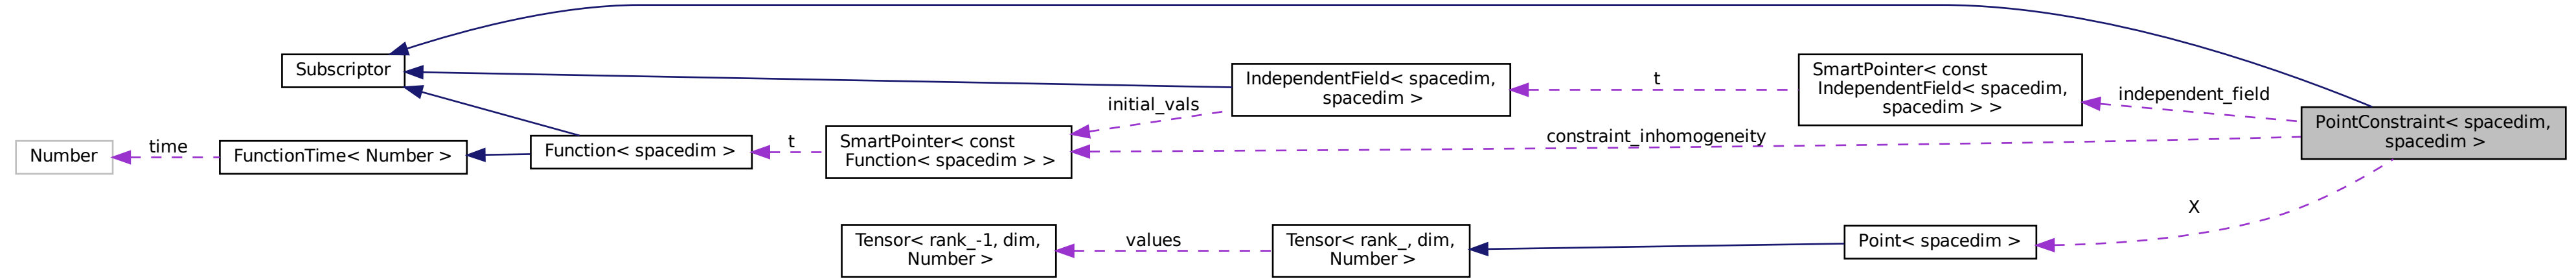 Subscriptor
IndependentField< spacedim,
spacedim >
t
SmartPointer< const
IndependentField< spacedim,
spacedim > >
independent_field
PointConstraint< spacedim,
spacedim >
initial_vals
constraint_inhomogeneity
Number
time
FunctionTime< Number >
Function< spacedim >
t
SmartPointer< const
Function< spacedim > >
X
Tensor< rank_-1, dim,
Number >
values
Tensor< rank_, dim,
Number >
Point< spacedim >